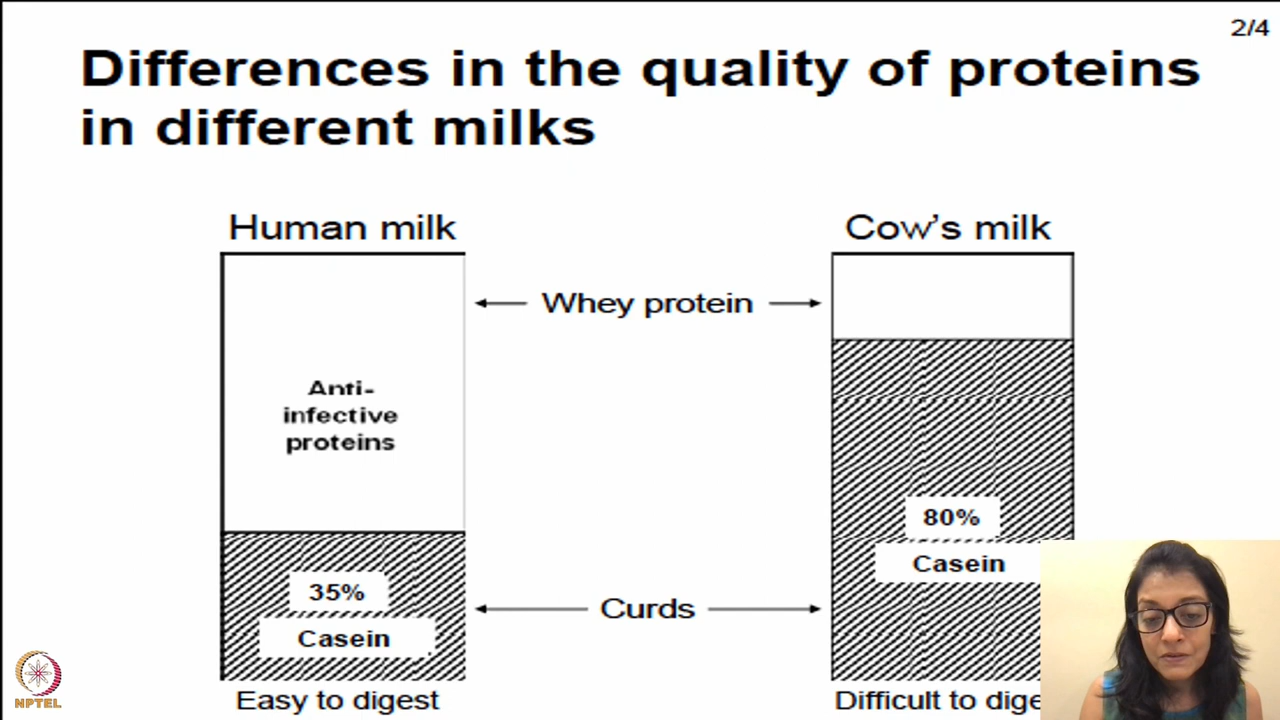 2/4
Differences in the quality of proteins
in different milks
Human milk
Cow's milk
Whey protein
Anti-
infective
proteins
80%
Casein
35%
Casein
Curds
Easy to digest
Difficult to dige
NPTEL